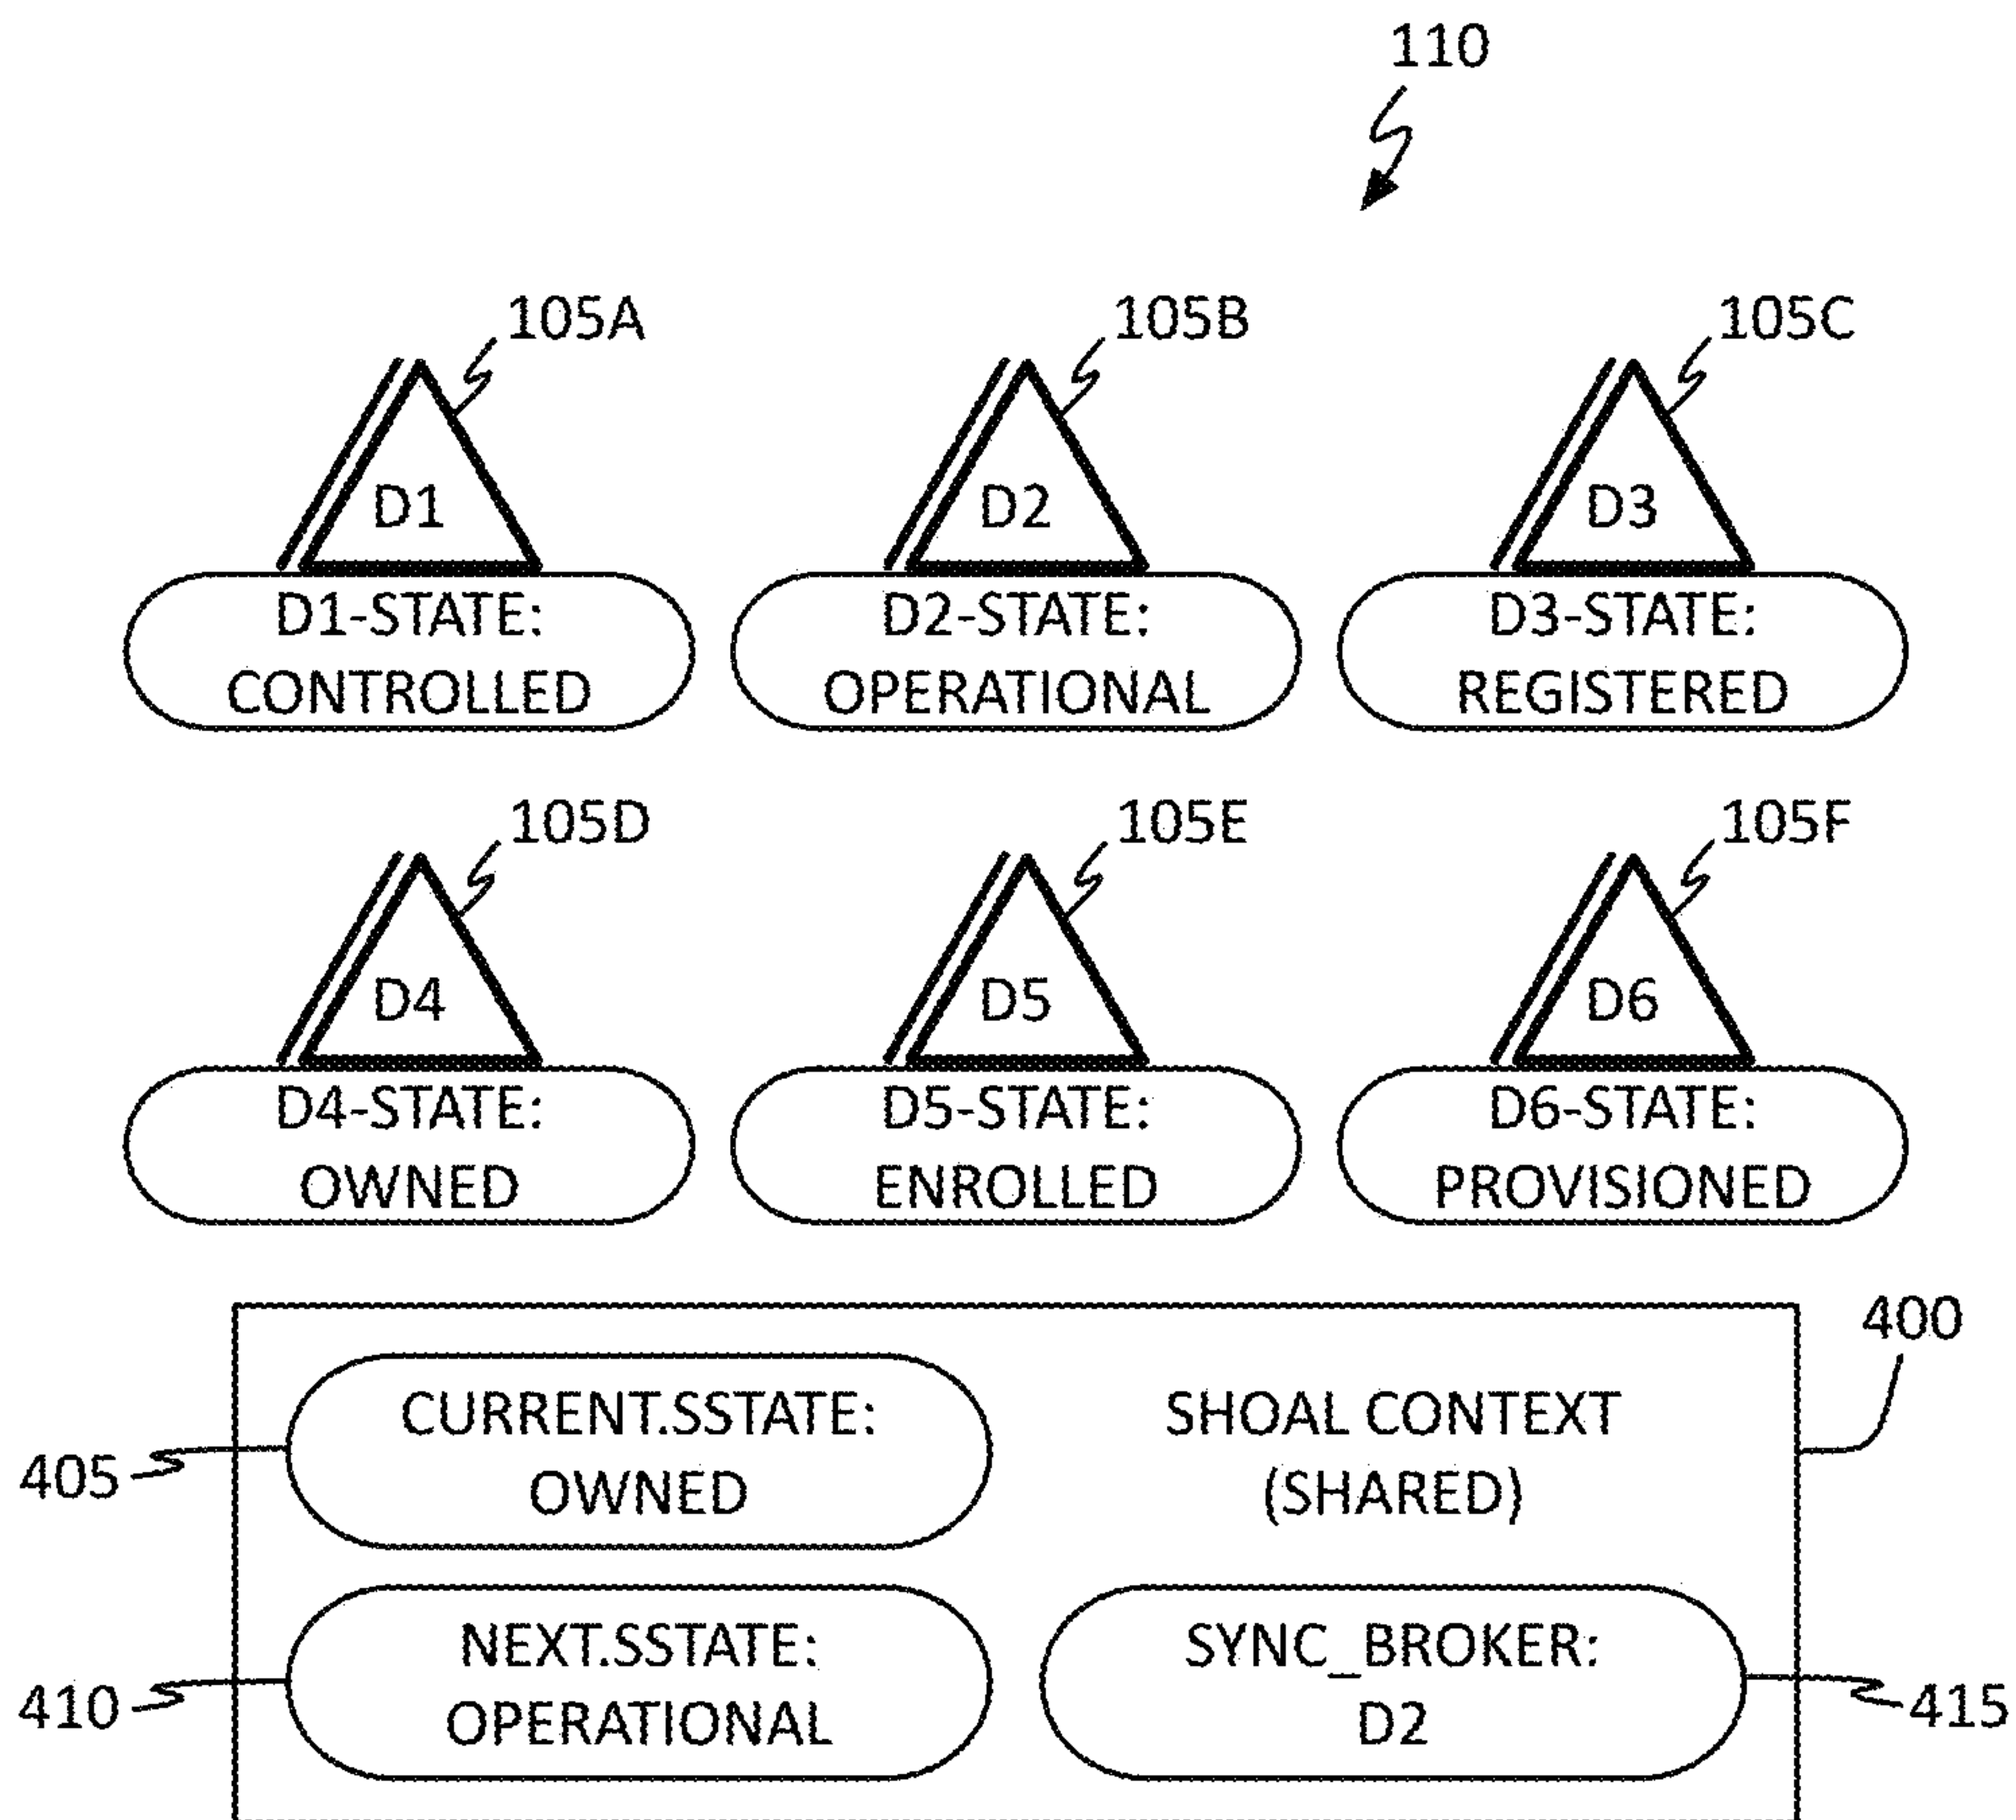 110
105A
105B
105C
D1
D2
D3
D1-STATE:
CONTROLLED
D2-STATE:
OPERATIONAL
D3-STATE:
REGISTERED
105D
105E
105F
D4
D5
D6
D4-STATE:
OWNED
D5-STATE:
ENROLLED
D6-STATE:
PROVISIONED
400
CURRENT.SSTATE:
OWNED
SHOAL CONTEXT
(SHARED)
405
NEXT.SSTATE:
OPERATIONAL
SYNC_BROKER:
D2
410
415